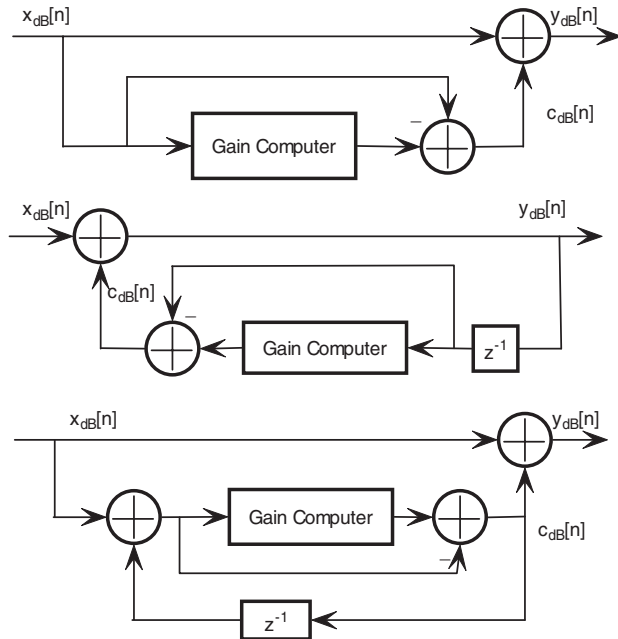 x_dB[n] y_dB[n]
−
Gain Computer
c_dB[n]
x_dB[n] y_dB[n]
c_dB[n]
−
Gain Computer z⁻¹
x_dB[n] y_dB[n]
Gain Computer
c_dB[n]
−
z⁻¹